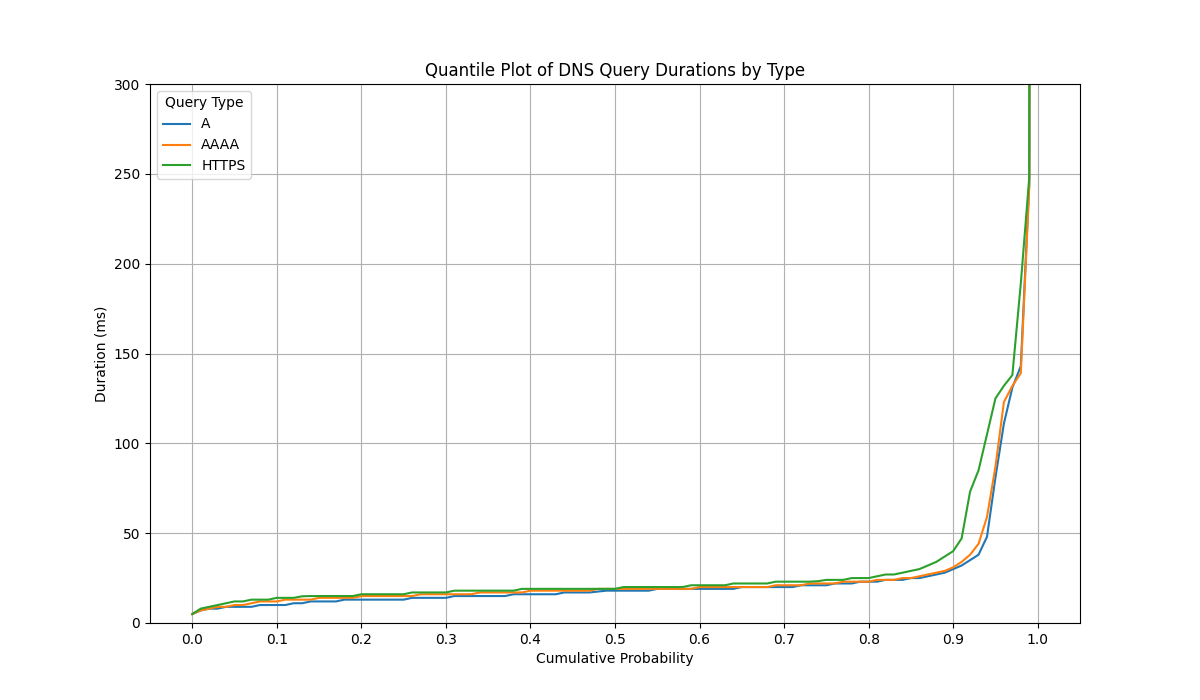 Quantile Plot of DNS Query Durations by Type
300
250
200
150
100
50
0
Duration (ms)
Query Type
A
AAAA
HTTPS
0.0 0.1 0.2 0.3 0.4 0.5 0.6 0.7 0.8 0.9 1.0
Cumulative Probability